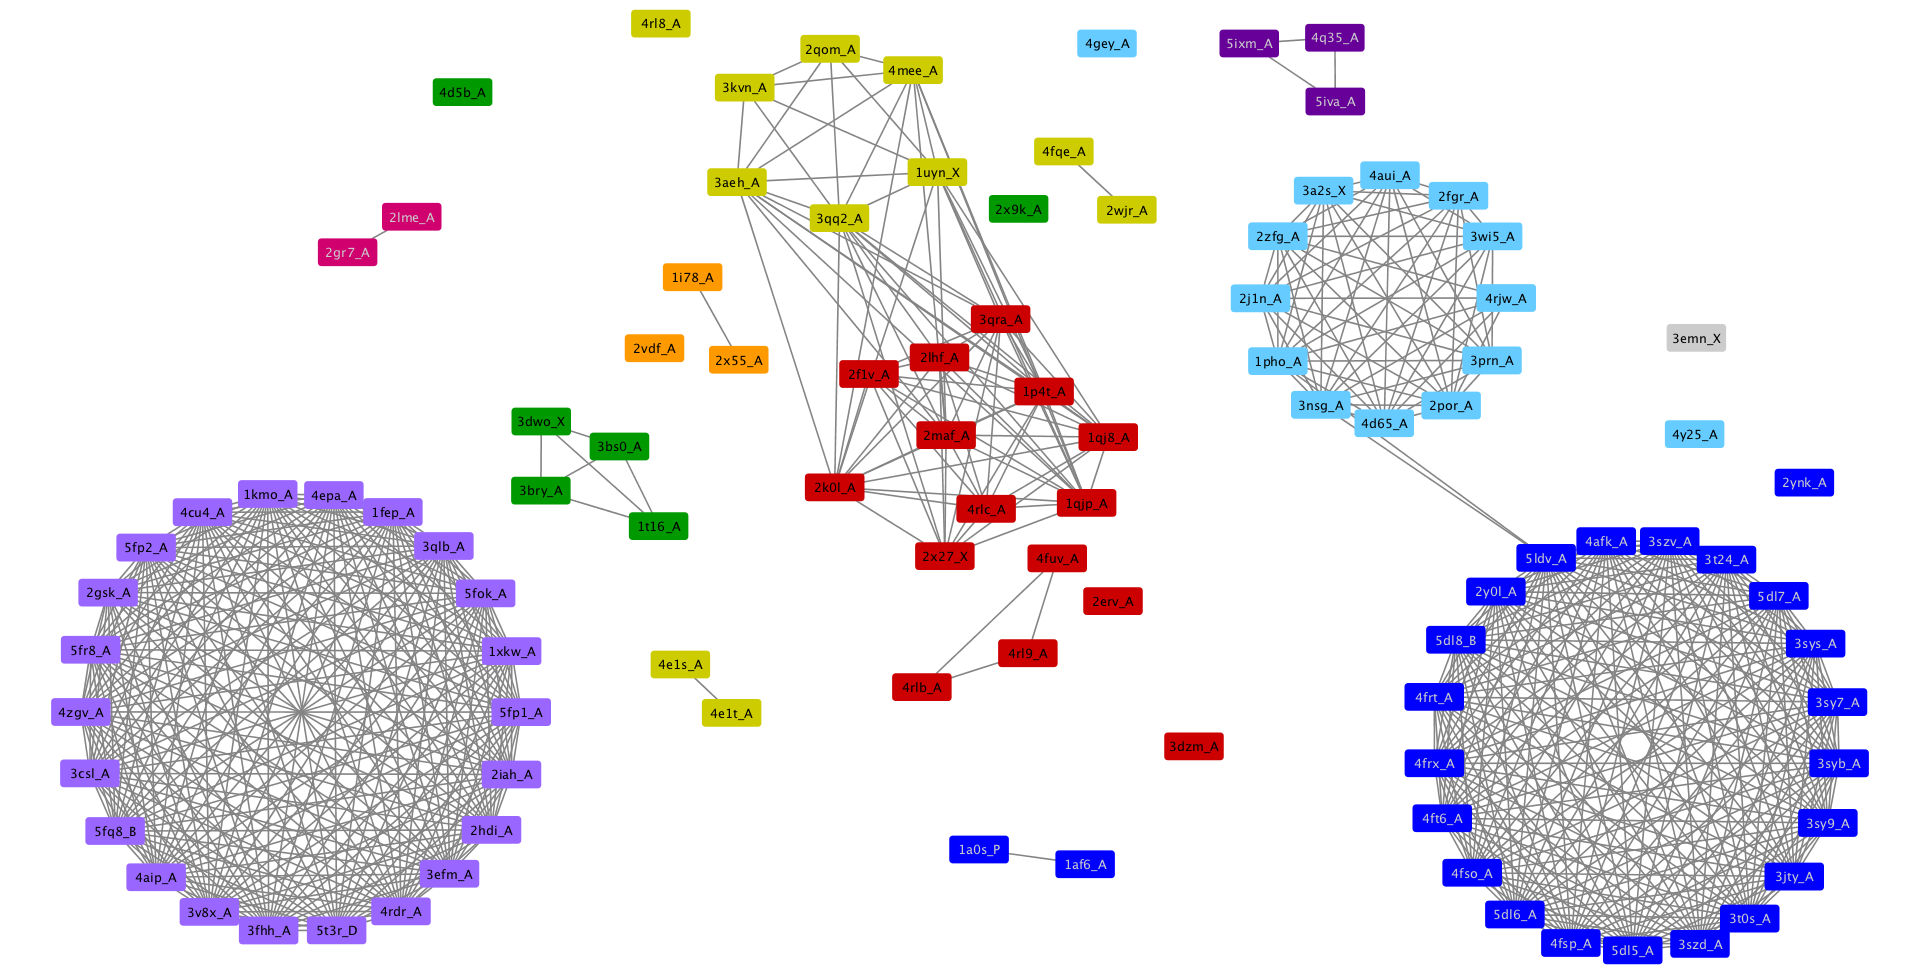 4rl8_A
2qom_A
4mee_A
3kvn_A
4gey_A
5ixm_A
4q35_A
5iva_A
4d5b_A
4fqe_A
2wjr_A
3aeh_A
1uyn_X
3qq2_A
2x9k_A
2lme_A
2gr7_A
1i78_A
2vdf_A
2x55_A
4aui_A
3a2s_X
2fgr_A
2zfg_A
3wi5_A
2j1n_A
4rjw_A
1pho_A
3prn_A
3nsg_A
2por_A
4d65_A
3emn_X
4y25_A
2ynk_A
3qra_A
2lhf_A
2f1v_A
1p4t_A
2maf_A
1qj8_A
2k0l_A
4rlc_A
1qjp_A
2x27_X
3dwo_X
3bs0_A
3bry_A
1t16_A
4fuv_A
2erv_A
4rl9_A
4rlb_A
4e1s_A
4e1t_A
3dzm_A
1a0s_P
1af6_A
1kmo_A
4epa_A
4cu4_A
1fep_A
5fp2_A
3qlb_A
2gsk_A
5fok_A
5fr8_A
1xkw_A
4zgv_A
5fp1_A
3csl_A
2iah_A
5fq8_B
2hdi_A
4aip_A
3efm_A
3v8x_A
4rdr_A
3fhh_A
5t3r_D
4afk_A
3szv_A
5ldv_A
3t24_A
2y0l_A
5dl7_A
5dl8_B
3sys_A
4frt_A
3sy7_A
4frx_A
3syb_A
4ft6_A
3sy9_A
4fso_A
3jty_A
5dl6_A
3t0s_A
4fsp_A
5dl5_A
3szd_A